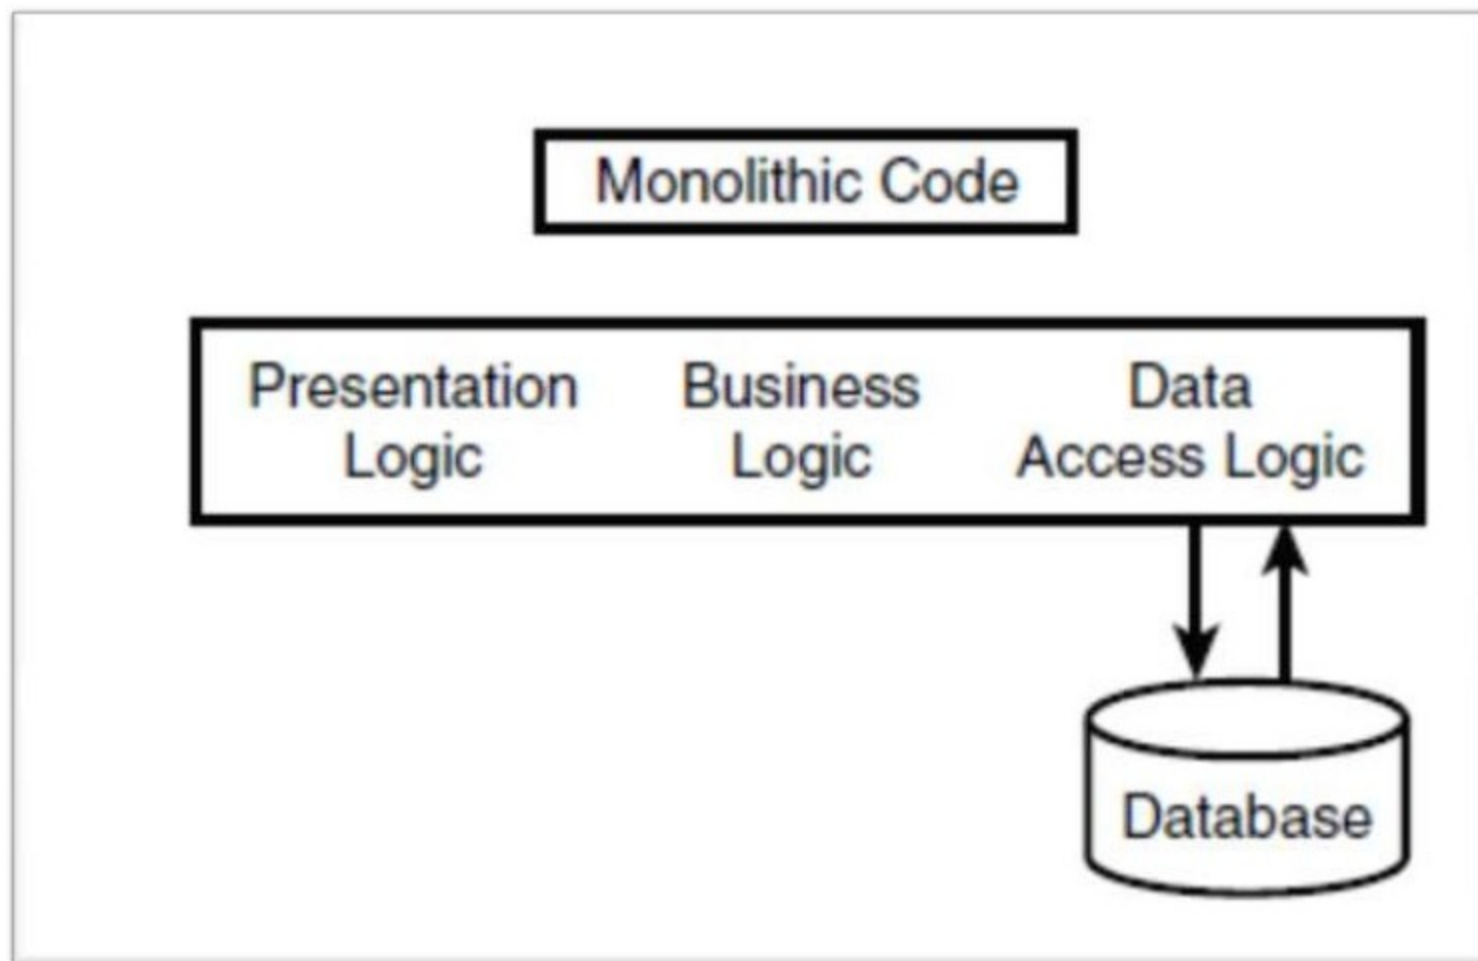 Monolithic Code
Presentation
Logic
Business
Logic
Data
Access Logic
Database